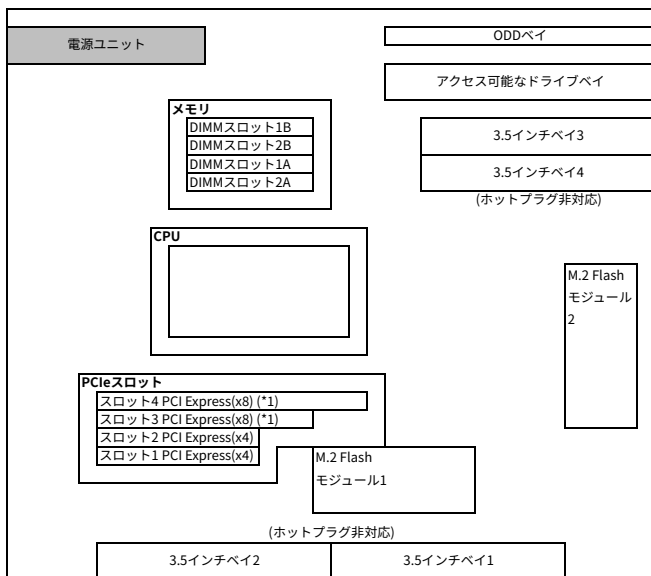 電源ユニット
ODDベイ
アクセス可能なドライブベイ
メモリ
DIMMスロット1B
DIMMスロット2B
DIMMスロット1A
DIMMスロット2A
3.5インチベイ3
3.5インチベイ4
(ホットプラグ非対応)
CPU
M.2 Flash
モジュール
2
PCIeスロット
スロット4 PCI Express(x8) (*1)
スロット3 PCI Express(x8) (*1)
スロット2 PCI Express(x4)
スロット1 PCI Express(x4)
M.2 Flash
モジュール1
(ホットプラグ非対応)
3.5インチベイ2
3.5インチベイ1